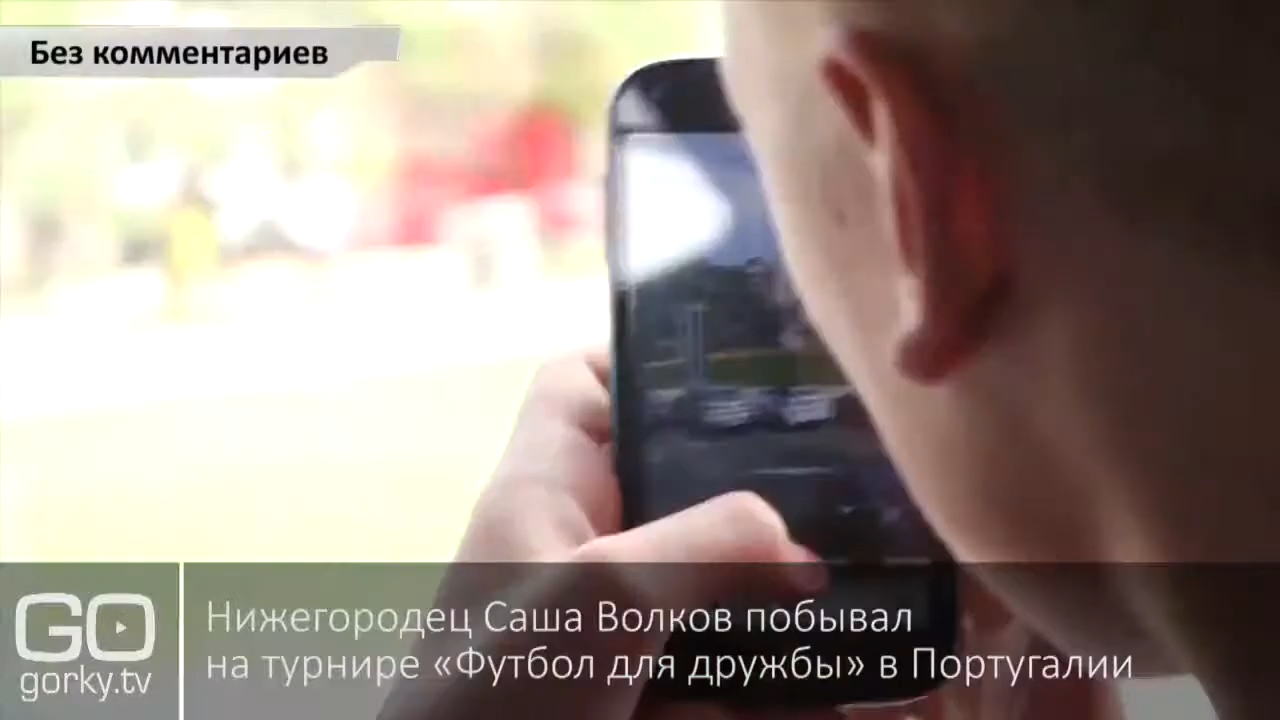 Без комментариев
GO
gorky.tv
Нижегородец Саша Волков побывал
на турнире «Футбол для дружбы» в Португалии